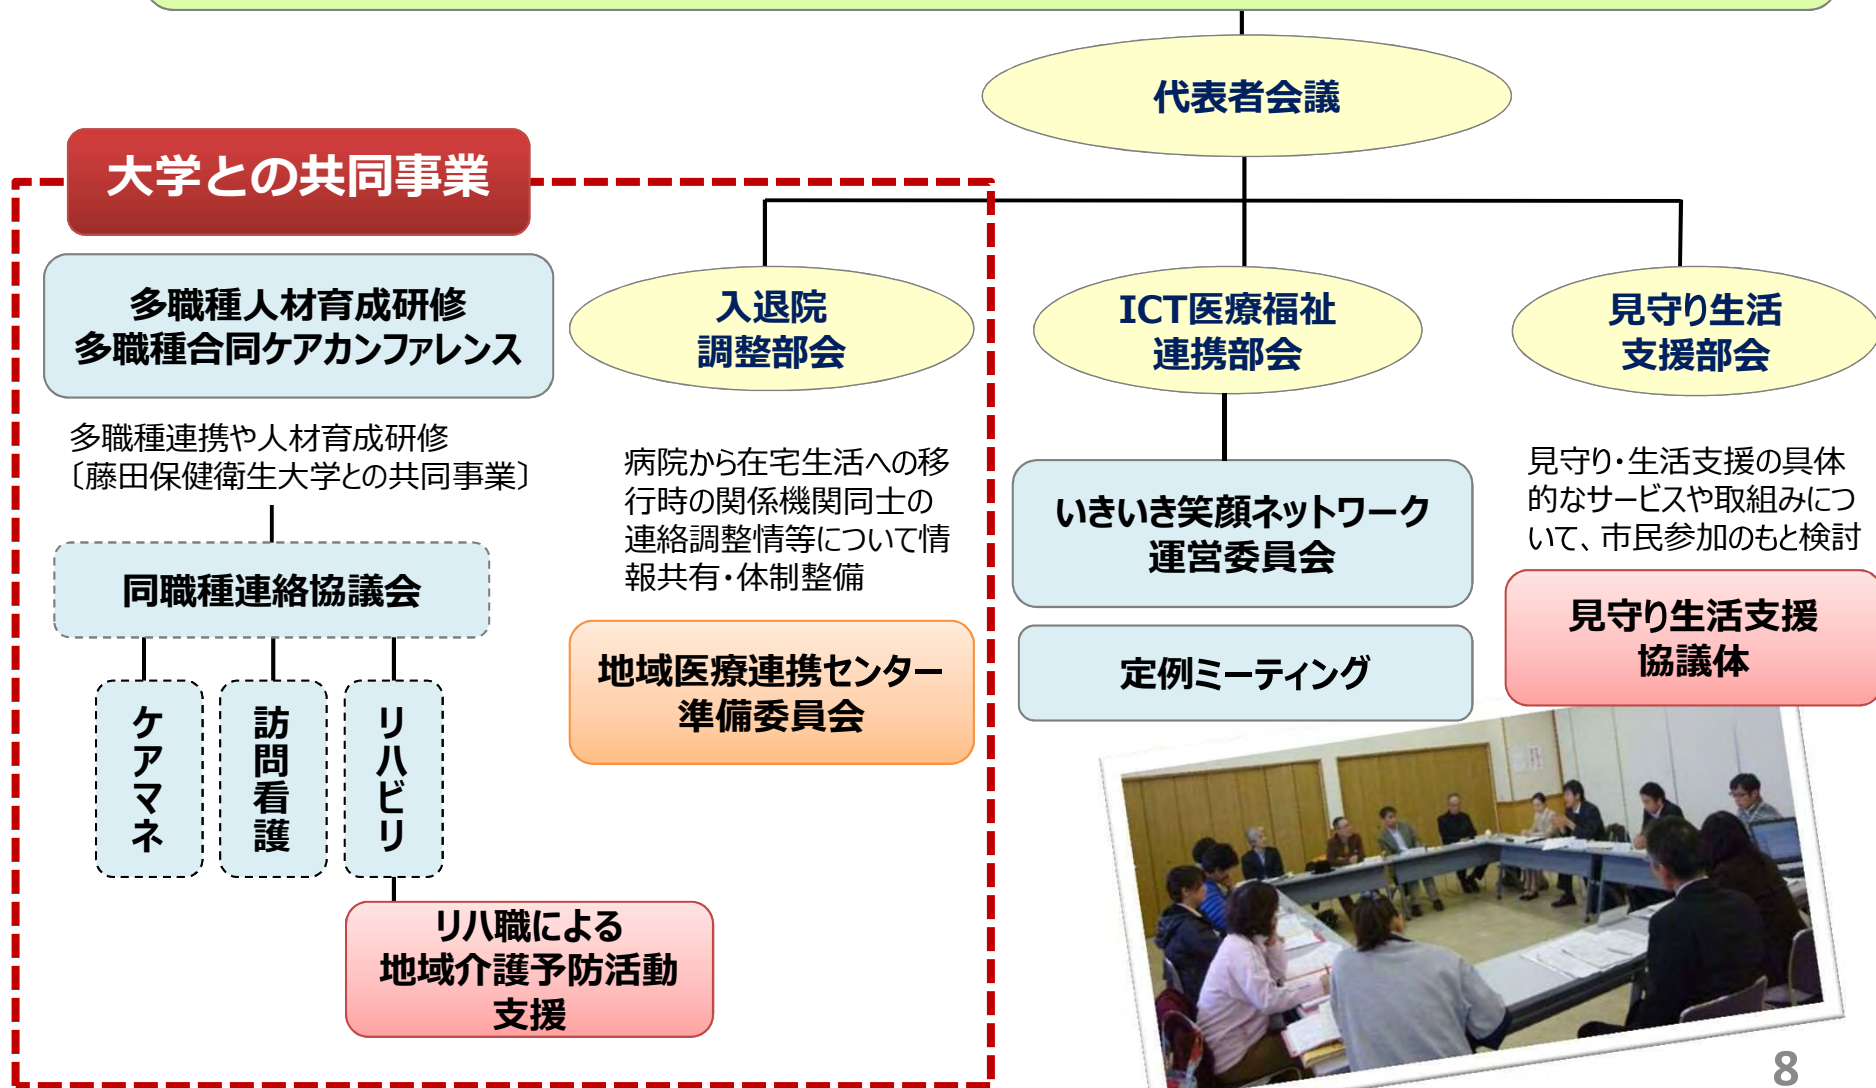 代表者会議
大学との共同事業
多職種人材育成研修
多職種合同ケアカンファレンス
多職種連携や人材育成研修
〔藤田保健衛生大学との共同事業〕
同職種連絡協議会
ケアマネ
訪問看護
リハビリ
リハ職による
地域介護予防活動
支援
入退院
調整部会
病院から在宅生活への移
行時の関係機関同士の
連絡調整情等について情
報共有・体制整備
地域医療連携センター
準備委員会
ICT医療福祉
連携部会
いきいき笑顔ネットワーク
運営委員会
定例ミーティング
見守り生活
支援部会
見守り・生活支援の具体
的なサービスや取組みにつ
いて、市民参加のもと検討
見守り生活支援
協議体
8